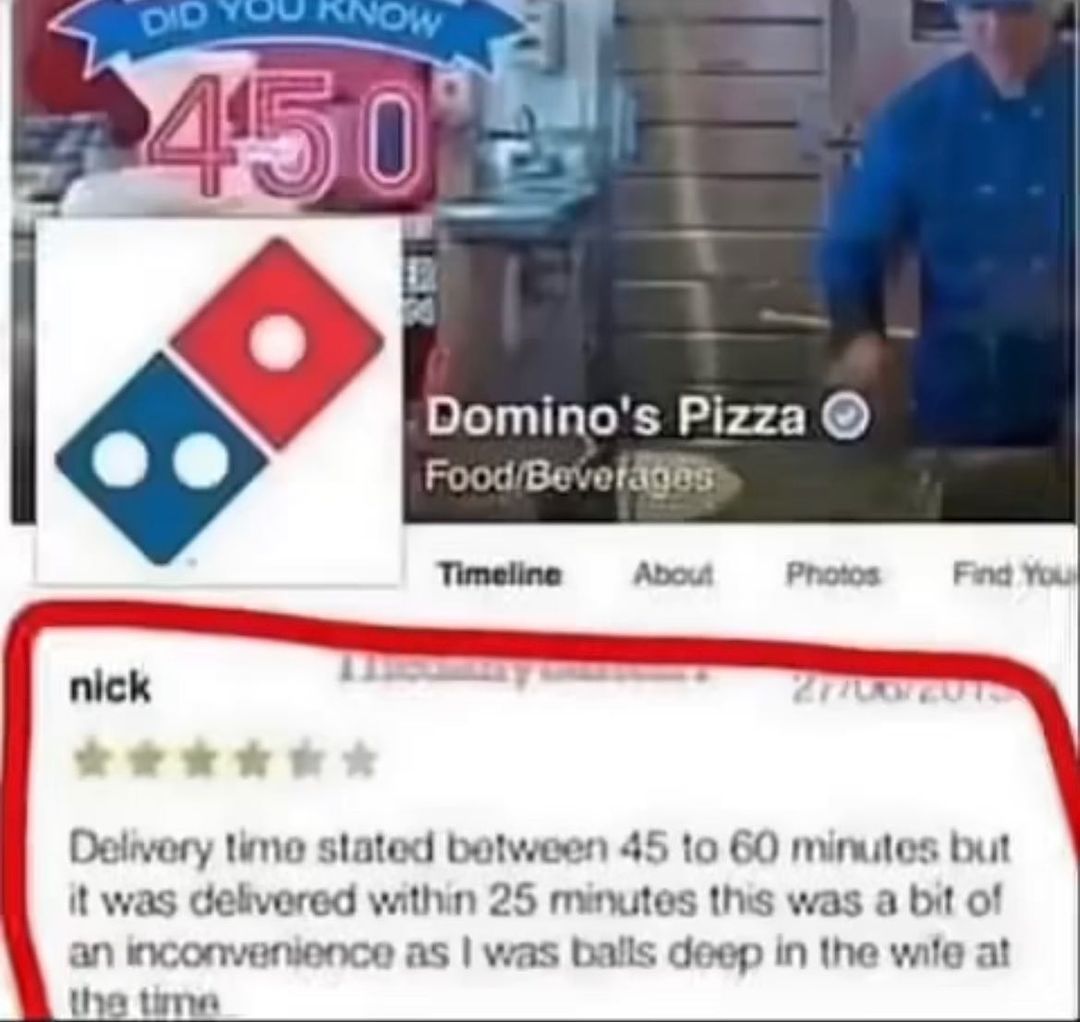 DID YOU KNOW
450
Domino's Pizza
Food/Beverages
Timeline About Photos Find You
nick
Delivery time stated between 45 to 60 minutes but
it was delivered within 25 minutes this was a bit of
an inconvenience as I was balls deep in the wife at
the time